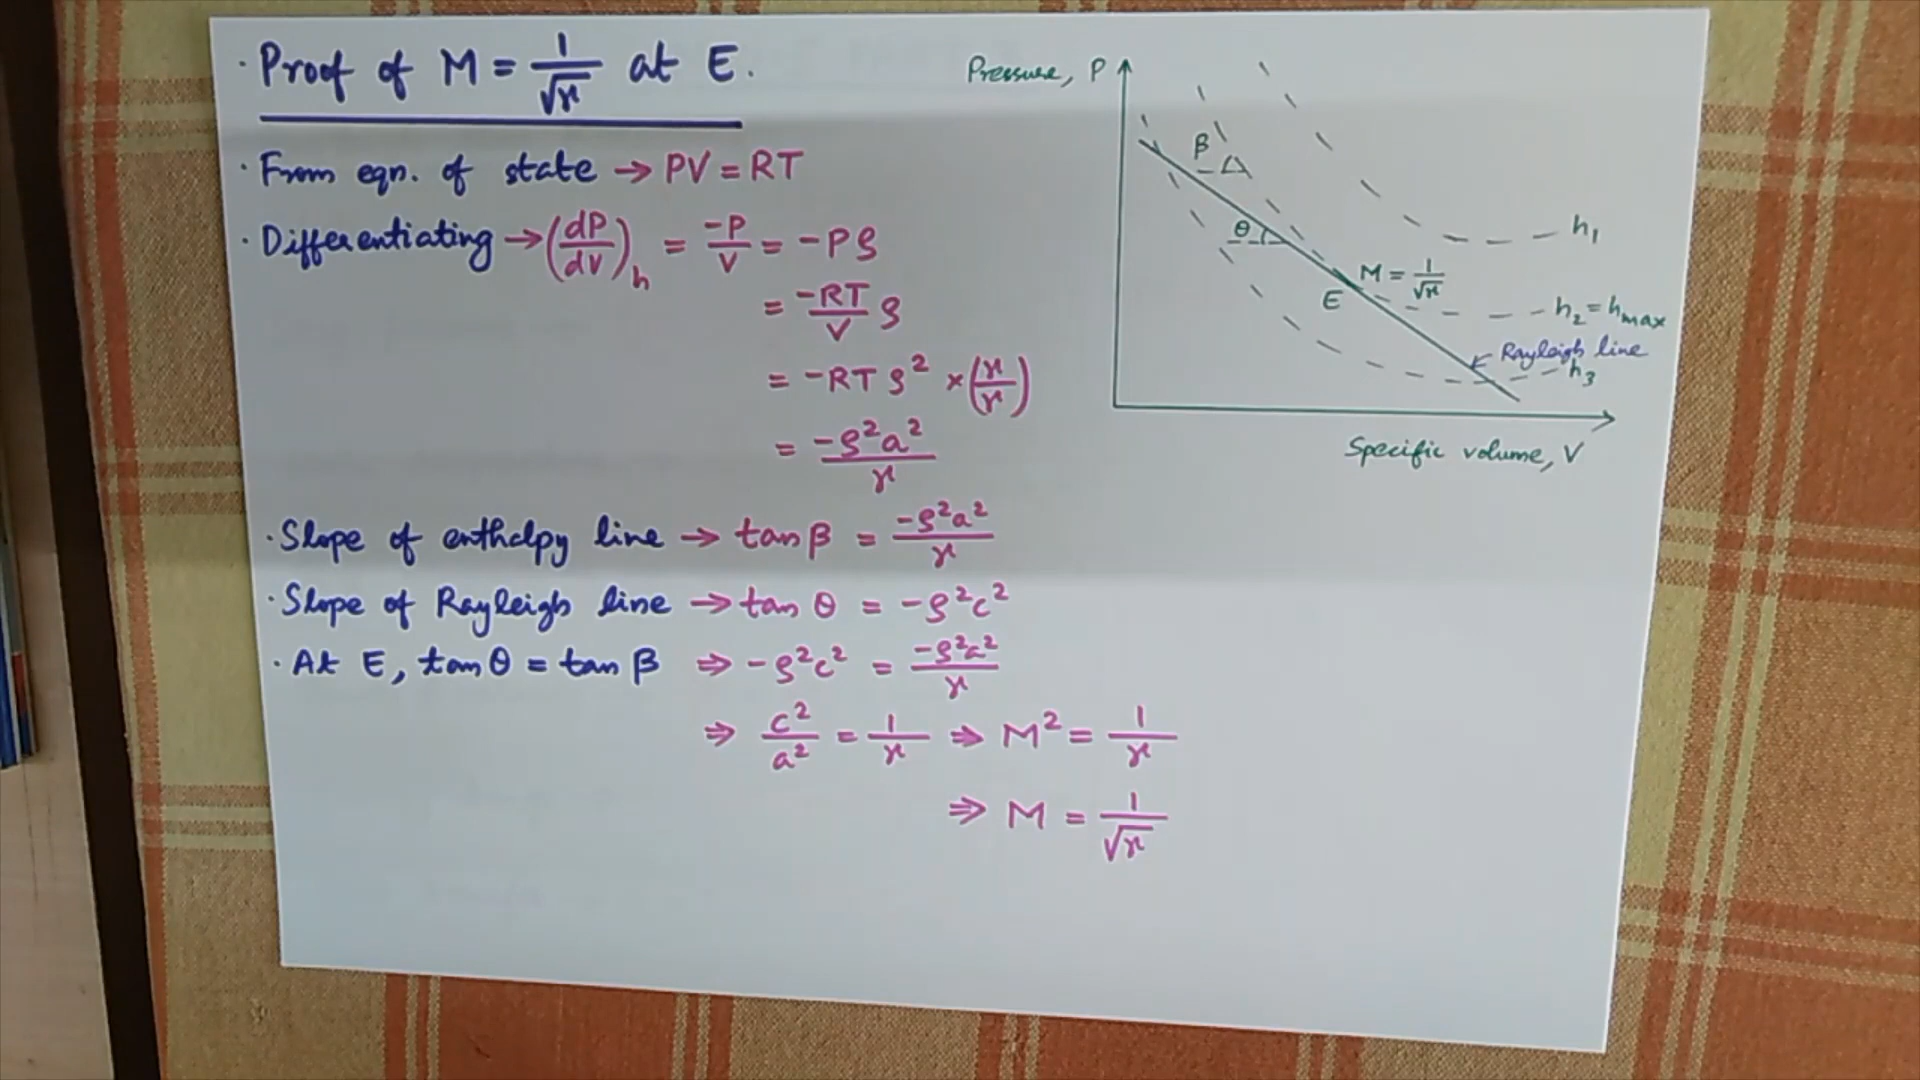 · Proof of M = 1/√γ at E.
· From eqn. of state → PV = RT
· Differentiating → (dP/dV)h = -P/V = -Pρ
= -RT/V ρ
= -RTρ² × (γ/γ)
= -ρ²a²/γ
· Slope of enthalpy line → tan β = -ρ²a²/γ
· Slope of Rayleigh line → tan θ = -ρ²c²
· At E, tan θ = tan β ⇒ -ρ²c² = -ρ²a²/γ
⇒ c²/a² = 1/γ ⇒ M² = 1/γ
⇒ M = 1/√γ
Pressure, P
β
θ
h₁
M = 1/√γ
E
h₂ = hmax
Rayleigh line
h₃
Specific volume, V